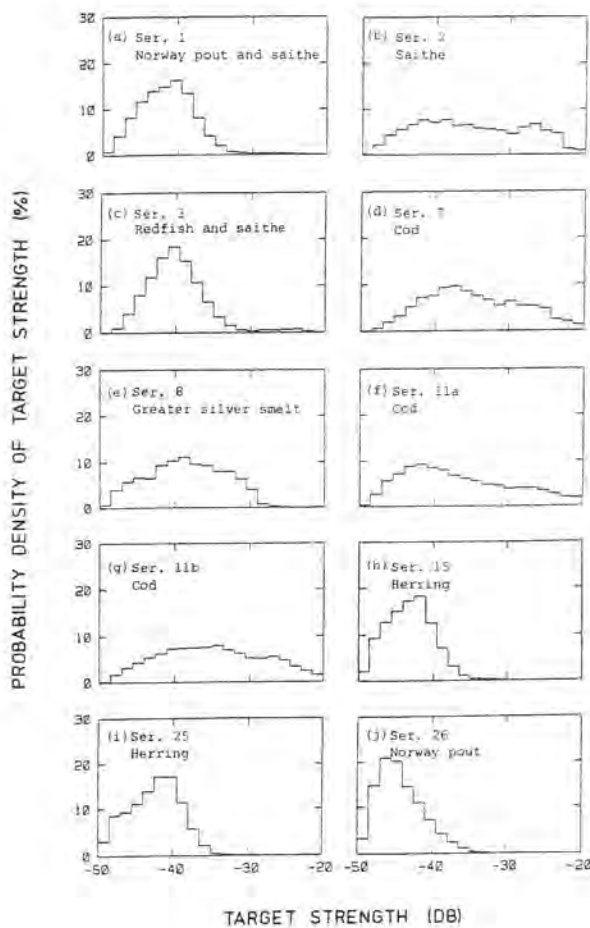 PROBABILITY DENSITY OF TARGET STRENGTH (%)
30
20
10
0
(a) Ser. 1
Norway pout and saithe
(b) Ser. 2
Saithe
30
20
10
0
(c) Ser. 3
Redfish and saithe
(d) Ser. 7
Cod
30
20
10
0
(e) Ser. 8
Greater silver smelt
(f) Ser. 11a
Cod
30
20
10
0
(g) Ser. 11b
Cod
(h) Ser. 15
Herring
30
20
10
0
(i) Ser. 25
Herring
(j) Ser. 26
Norway pout
-50 -40 -30 -20 -50 -40 -30 -20
TARGET STRENGTH (DB)